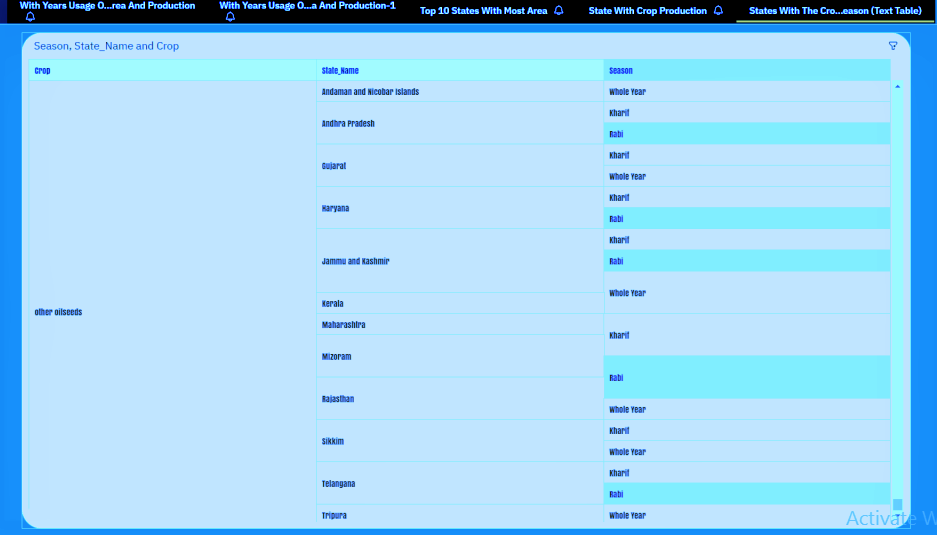 With Years Usage O...rea And Production
With Years Usage O...a And Production-1
Top 10 States With Most Area
State With Crop Production
States With The Cro...eason (Text Table)
Season, State_Name and Crop
Crop State_Name Season
other oilseeds
Andaman and Nicobar Islands Whole Year
Andhra Pradesh Kharif
Rabi
Gujarat Kharif
Whole Year
Haryana Kharif
Rabi
Jammu and Kashmir Kharif
Rabi
Whole Year
Kerala
Maharashtra Kharif
Mizoram
Rabi
Rajasthan
Whole Year
Sikkim Kharif
Whole Year
Telangana Kharif
Rabi
Tripura Whole Year
Activate W